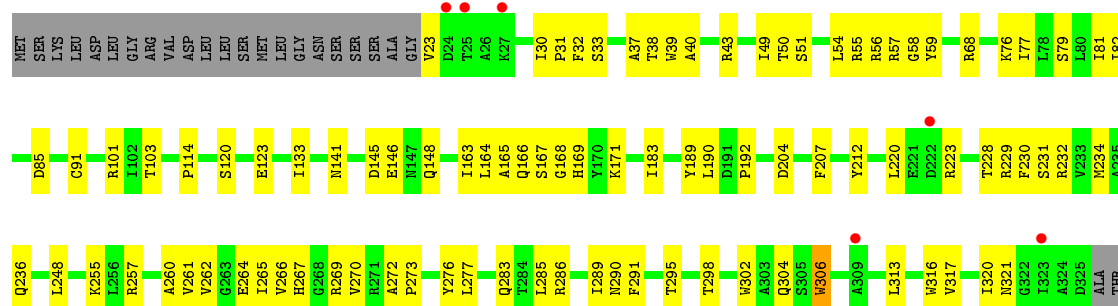 MET SER LYS LEU ASP LEU GLY ARG VAL ASP LEU LEU SER MET LEU GLY ASN SER SER SER ALA GLY V23 D24 T25 A26 K27 I30 P31 F32 S33 A37 T38 W39 A40 R43 I49 T50 S51 L54 R55 R56 R57 G58 Y59 R68 K76 I77 L78 S79 L80 I81
D85 C91 R101 I102 T103 P114 S120 E123 I133 N141 D145 E146 N147 Q148 I163 L164 A165 Q166 S167 G168 H169 Y170 K171 I183 Y189 L190 D191 P192 D204 F207 Y212 L220 E221 D222 R223 T228 R229 F230 S231 R232 V233 M234 A235
Q236 L248 K255 L256 R257 A260 V261 V262 G263 E264 I265 V266 H267 G268 R269 V270 R271 A272 P273 Y276 L277 Q283 T284 L285 R286 I289 N290 F291 T295 T298 W302 A303 Q304 S305 W306 A309 L313 W316 V317 I320 N321 G322 I323 A324 D325 ALA